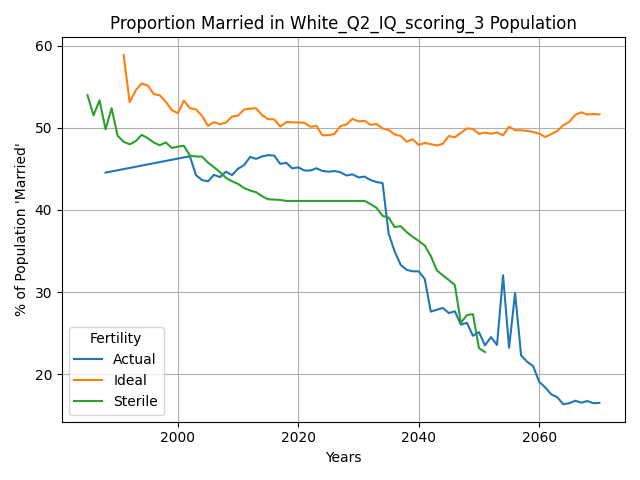 Proportion Married in White_Q2_IQ_scoring_3 Population
% of Population 'Married'
60
50
40
30
20
Fertility
Actual
Ideal
Sterile
2000
2020
2040
2060
Years